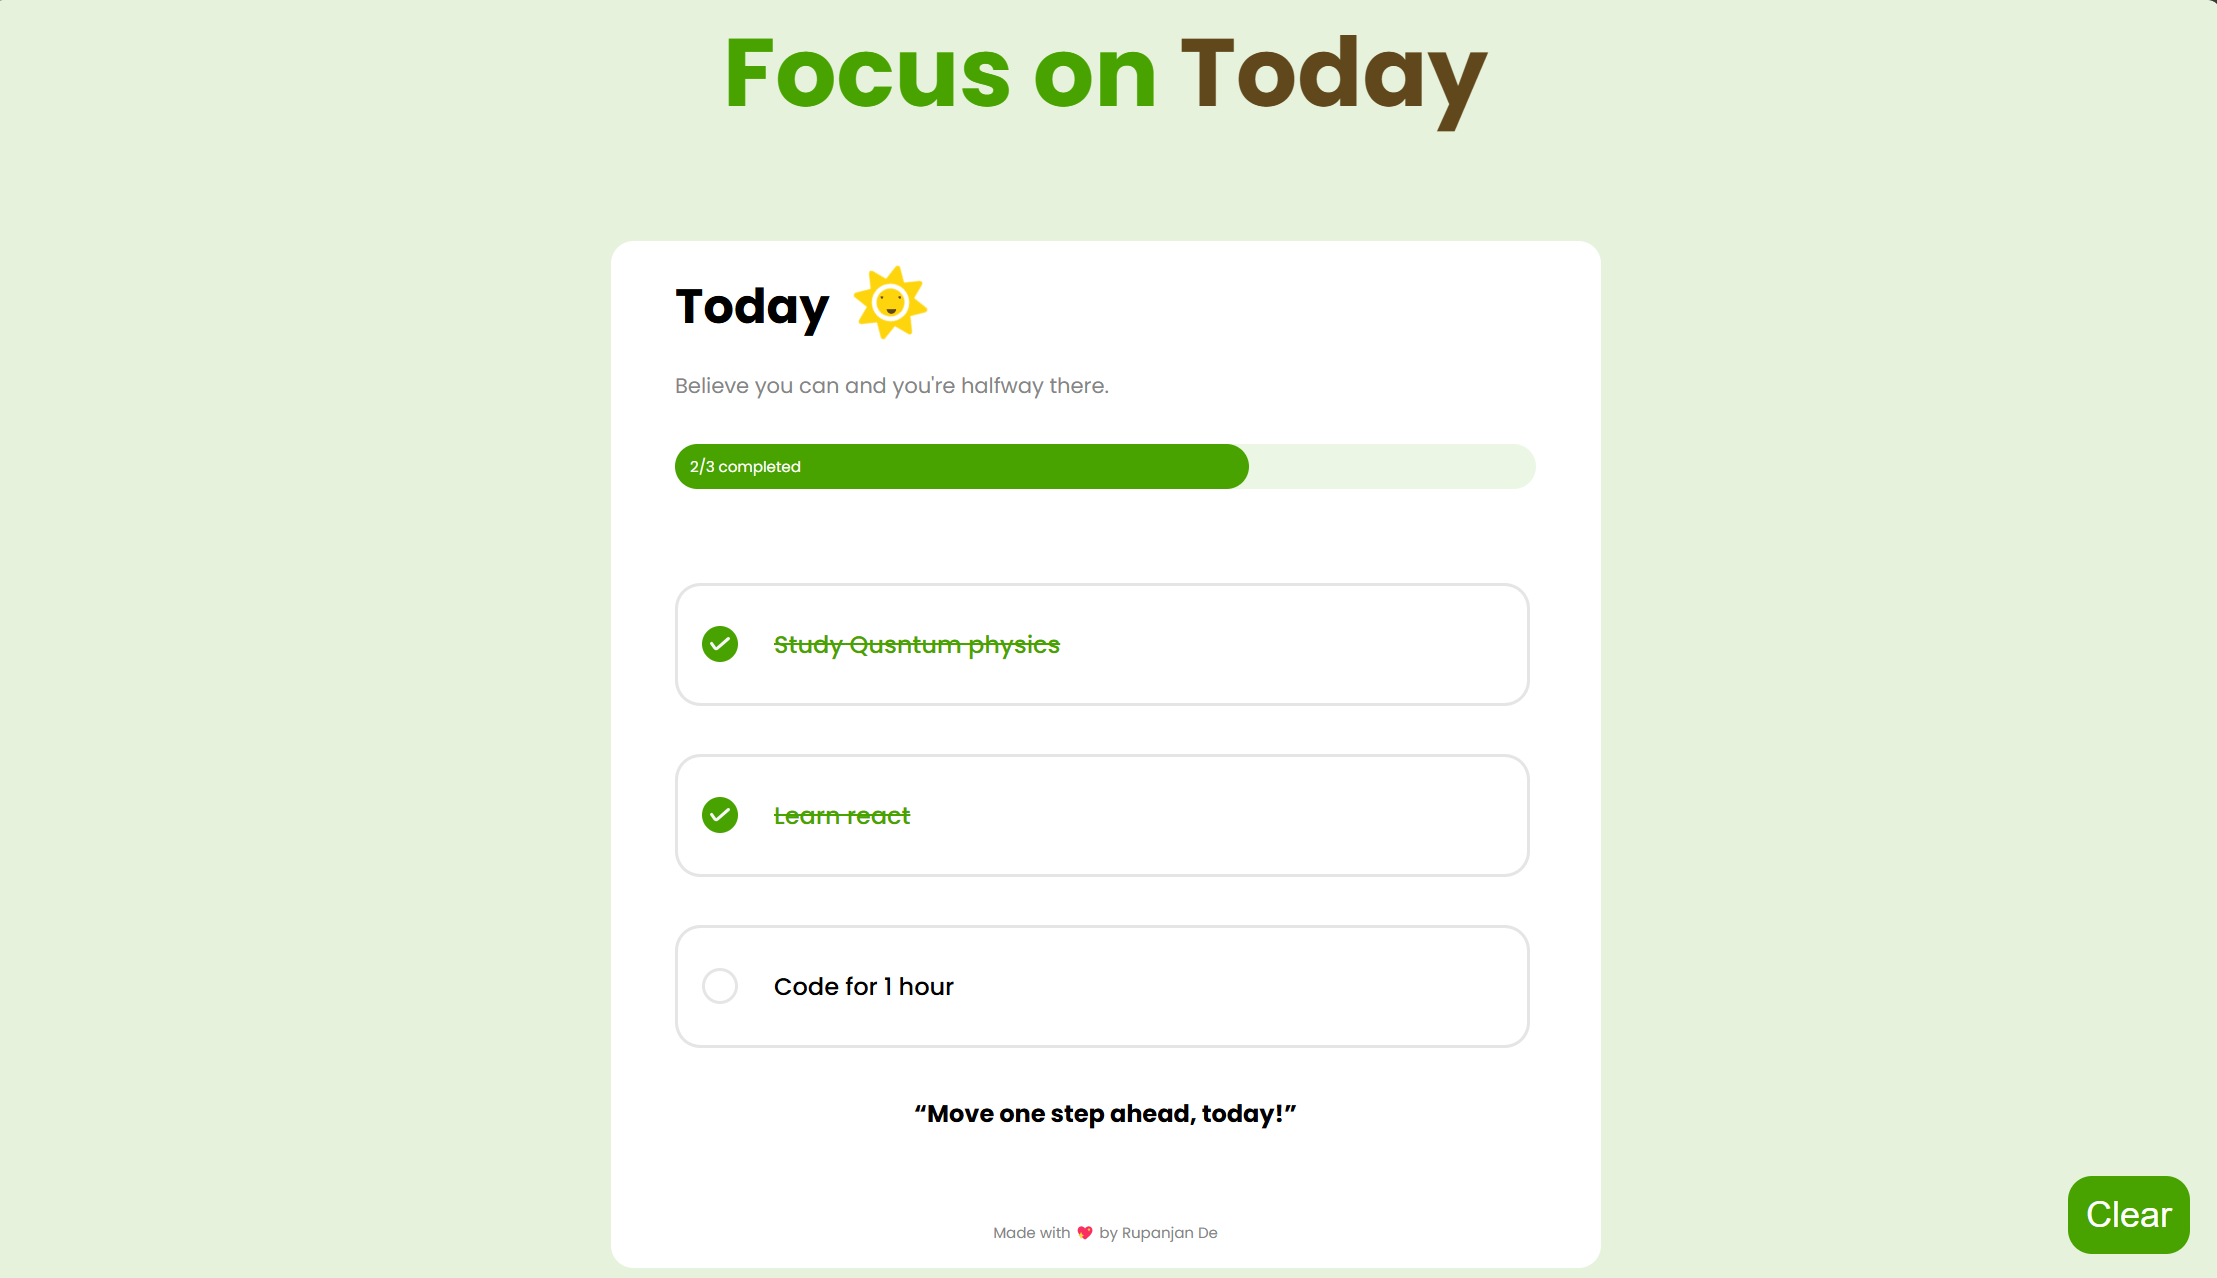 Focus on Today
Today
Believe you can and you're halfway there.
2/3 completed
Study Qusntum physics
Learn react
Code for 1 hour
“Move one step ahead, today!”
Made with 💖 by Rupanjan De
Clear